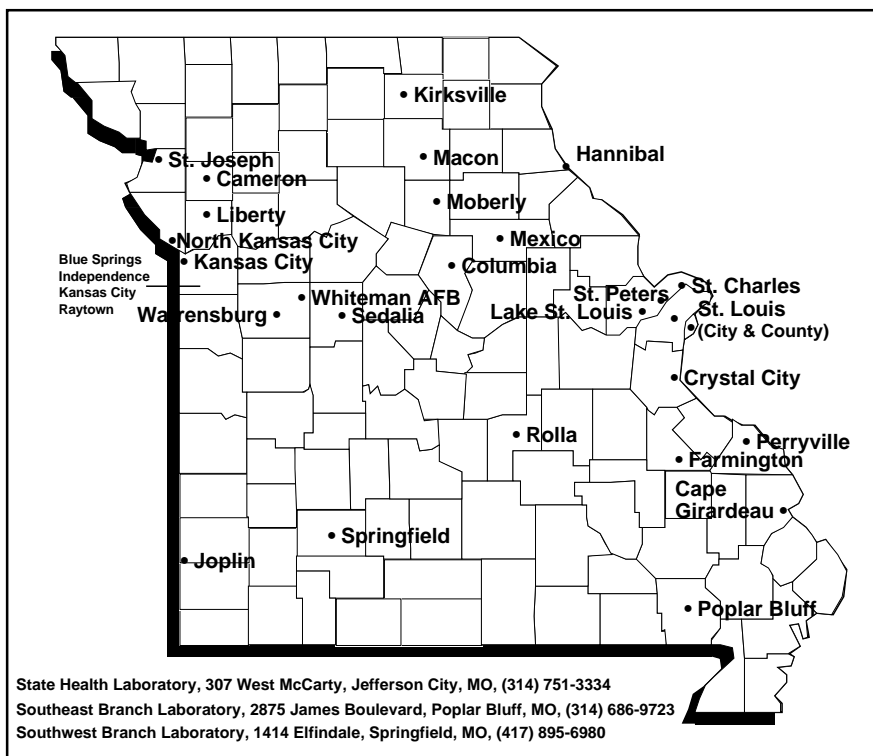 Kirksville
Hannibal
Macon
St. Joseph
Cameron
Moberly
Liberty
North Kansas City
Mexico
Blue Springs
Independence
Kansas City
Raytown
Kansas City
Columbia
St. Charles
St. Peters
Whiteman AFB
Lake St. Louis
St. Louis
(City & County)
Warrensburg
Sedalia
Crystal City
Rolla
Perryville
Farmington
Cape
Girardeau
Springfield
Joplin
Poplar Bluff
State Health Laboratory, 307 West McCarty, Jefferson City, MO, (314) 751-3334
Southeast Branch Laboratory, 2875 James Boulevard, Poplar Bluff, MO, (314) 686-9723
Southwest Branch Laboratory, 1414 Elfindale, Springfield, MO, (417) 895-6980